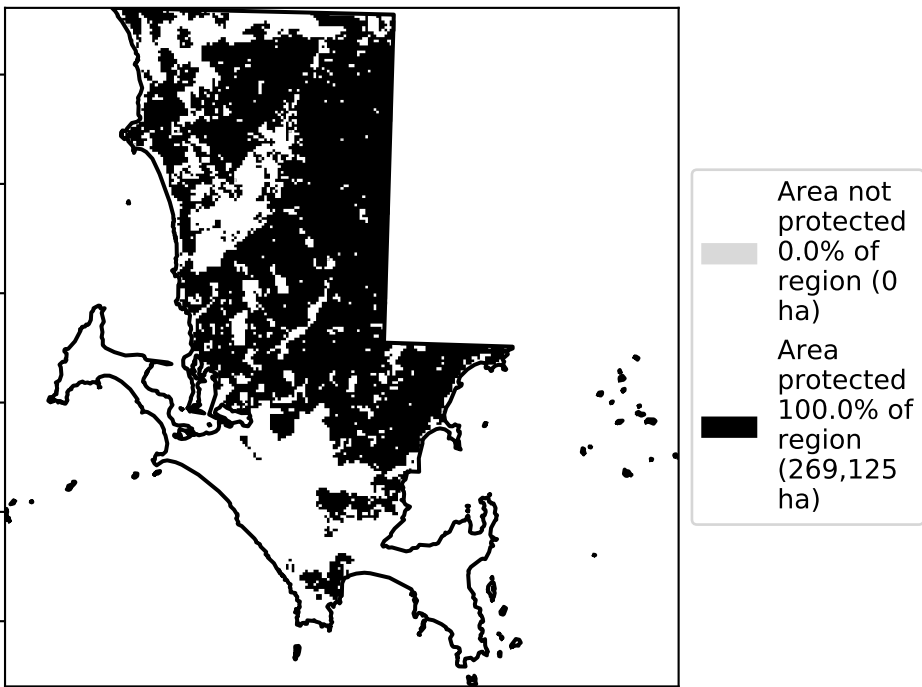 Area not
protected
0.0% of
region (0
ha)
Area
protected
100.0% of
region
(269,125
ha)